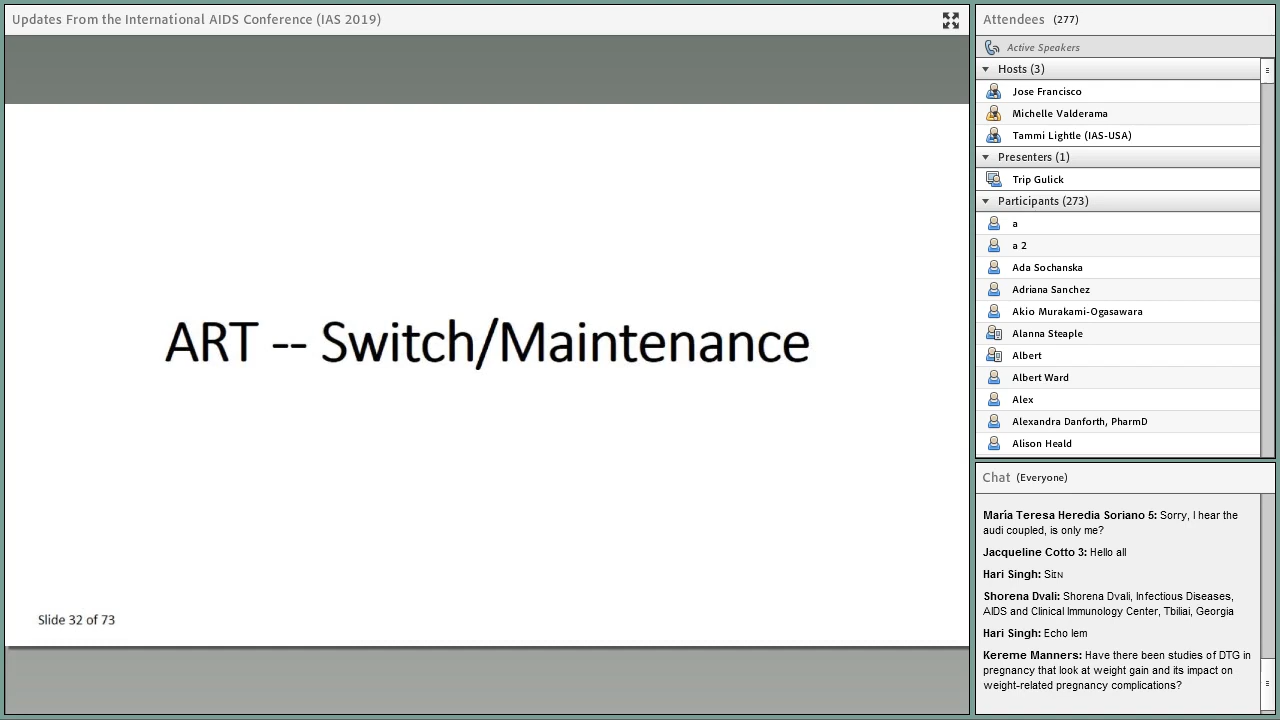 Updates From the International AIDS Conference (IAS 2019)
ART -- Switch/Maintenance
Slide 32 of 73
Attendees (277)
Active Speakers
Hosts (3)
Jose Francisco
Michelle Valderama
Tammi Lightle (IAS-USA)
Presenters (1)
Trip Gulick
Participants (273)
a
a 2
Ada Sochanska
Adriana Sanchez
Akio Murakami-Ogasawara
Alanna Steaple
Albert
Albert Ward
Alex
Alexandra Danforth, PharmD
Alison Heald
Chat (Everyone)
María Teresa Heredia Soriano 5: Sorry, I hear the
audi coupled, is only me?
Jacqueline Cotto 3: Hello all
Hari Singh: Sɪɪɴ
Shorena Dvali: Shorena Dvali, Infectious Diseases,
AIDS and Clinical Immunology Center, Tbiliai, Georgia
Hari Singh: Echo lem
Kereme Manners: Have there been studies of DTG in
pregnancy that look at weight gain and its impact on
weight-related pregnancy complications?